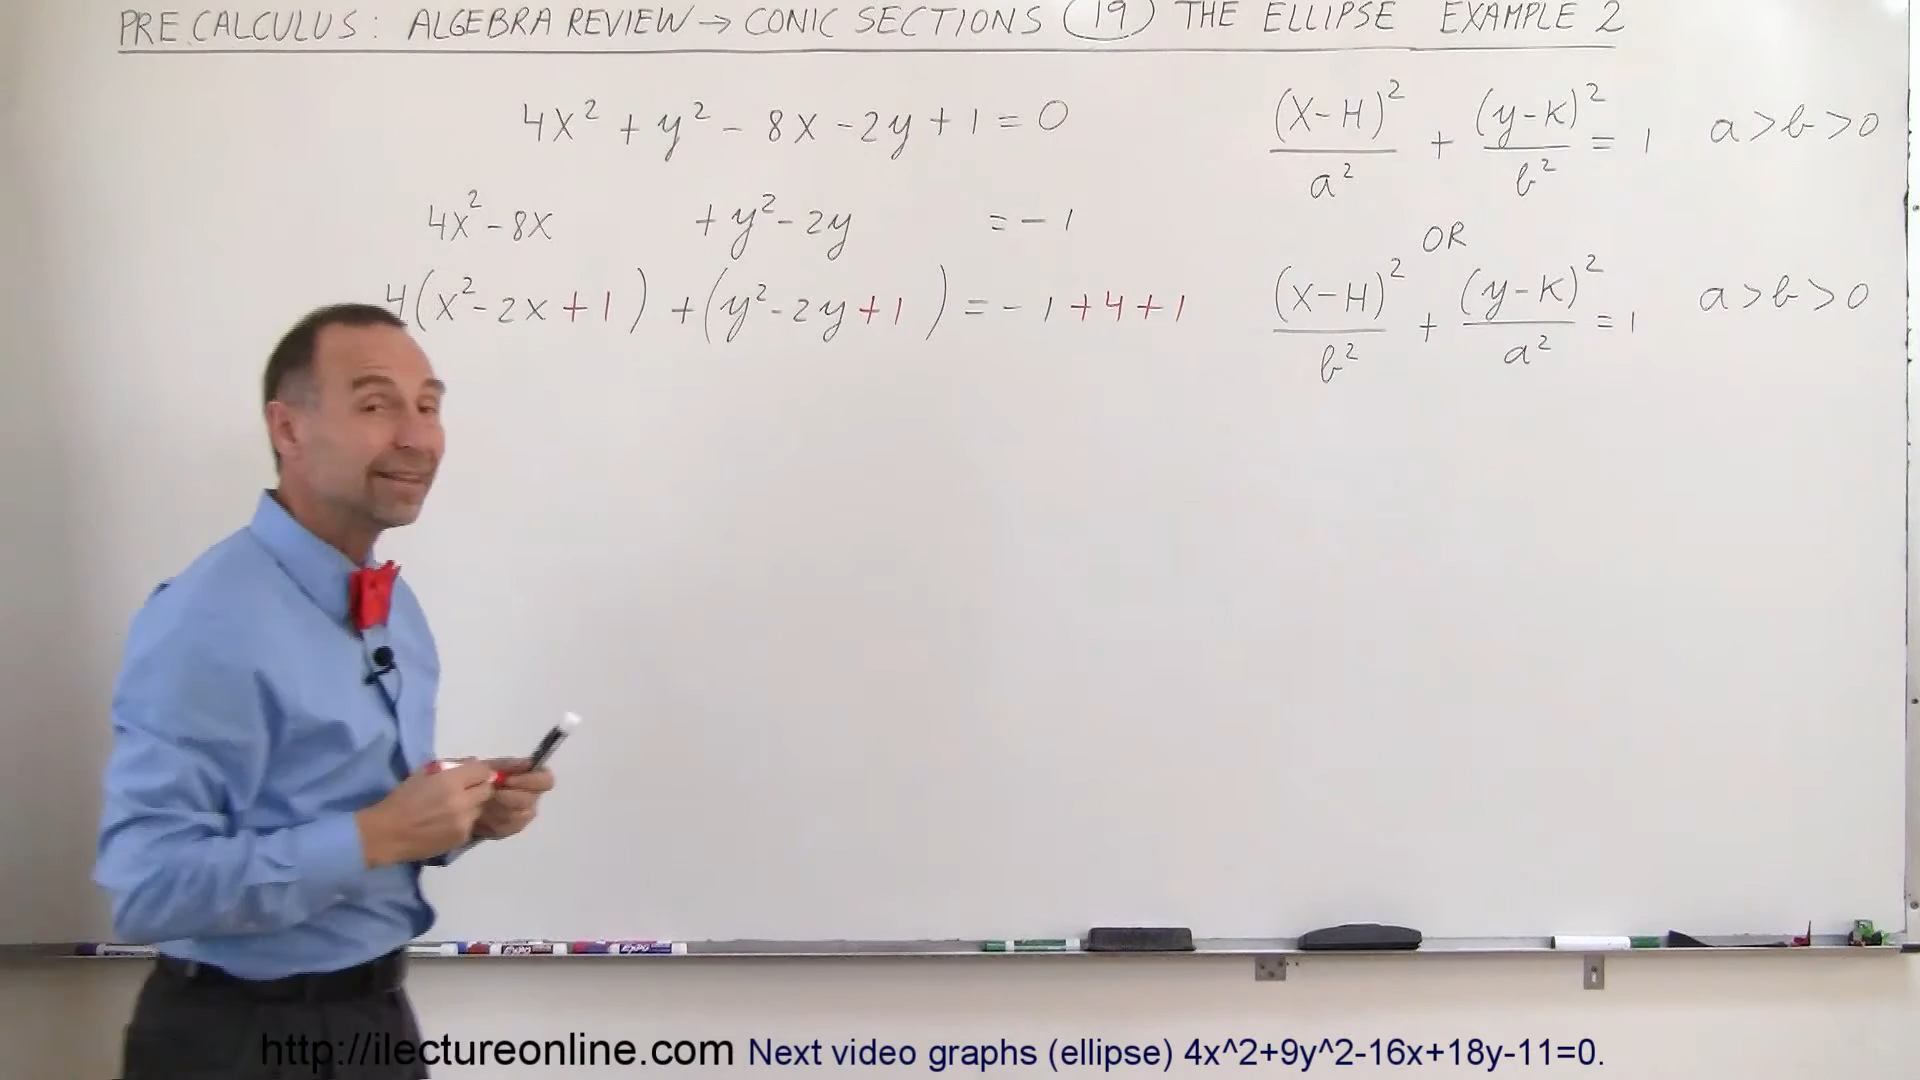 PRE CALCULUS: ALGEBRA REVIEW → CONIC SECTIONS (19) THE ELLIPSE EXAMPLE 2
4x² + y² - 8x - 2y + 1 = 0
4x² - 8x + y² - 2y = -1
4(x² - 2x + 1) + (y² - 2y + 1) = -1 + 4 + 1
(x-H)²/a² + (y-K)²/b² = 1 a > b > 0
OR
(x-H)²/b² + (y-K)²/a² = 1 a > b > 0
EXPO EXPO
http://ilectureonline.com Next video graphs (ellipse) 4x^2+9y^2-16x+18y-11=0.